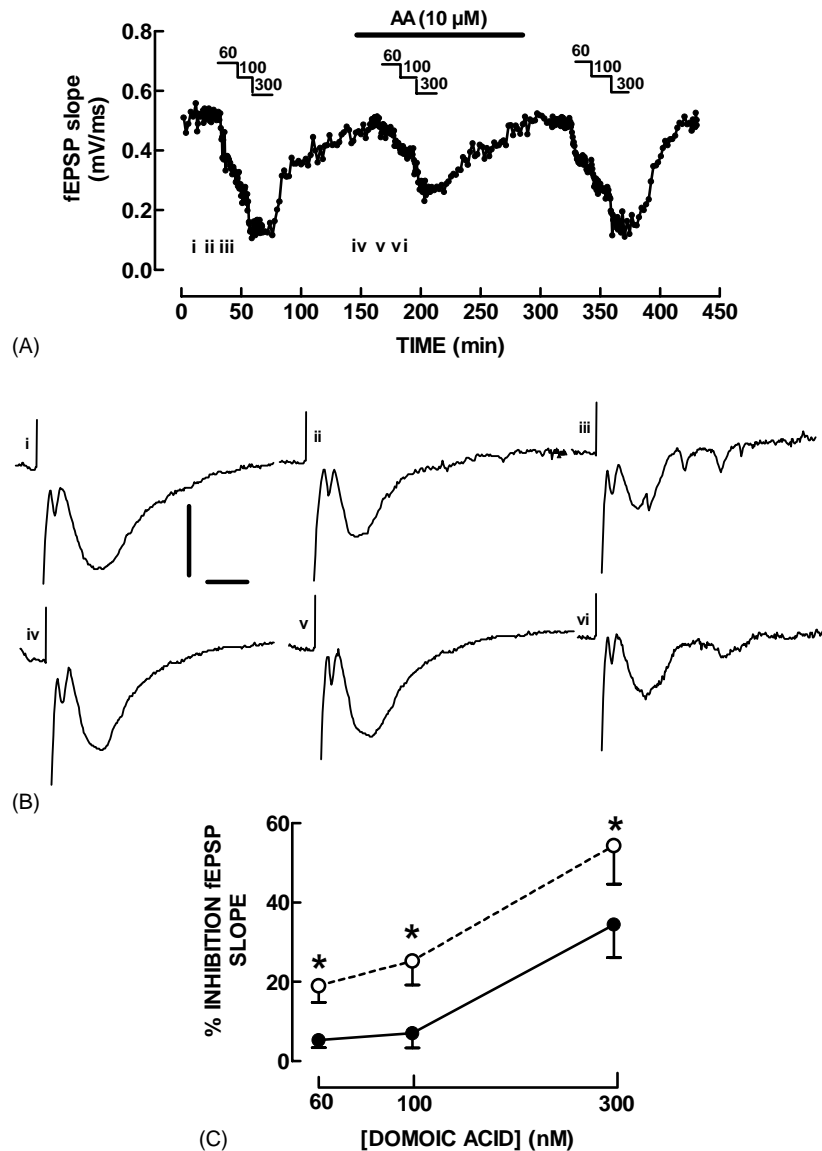 AA (10 µM)
0.8
60
100
300
60
100
300
60
100
300
0.6
fEPSP slope
(mV/ms)
0.4
0.2
i ii iii
iv v vi
0.0
0 50 100 150 200 250 300 350 400 450
TIME (min)
(A)
i
ii
iii
iv
v
vi
(B)
60
*
*
*
% INHIBITION fEPSP
SLOPE
40
20
0
60 100 300
[DOMOIC ACID] (nM)
(C)